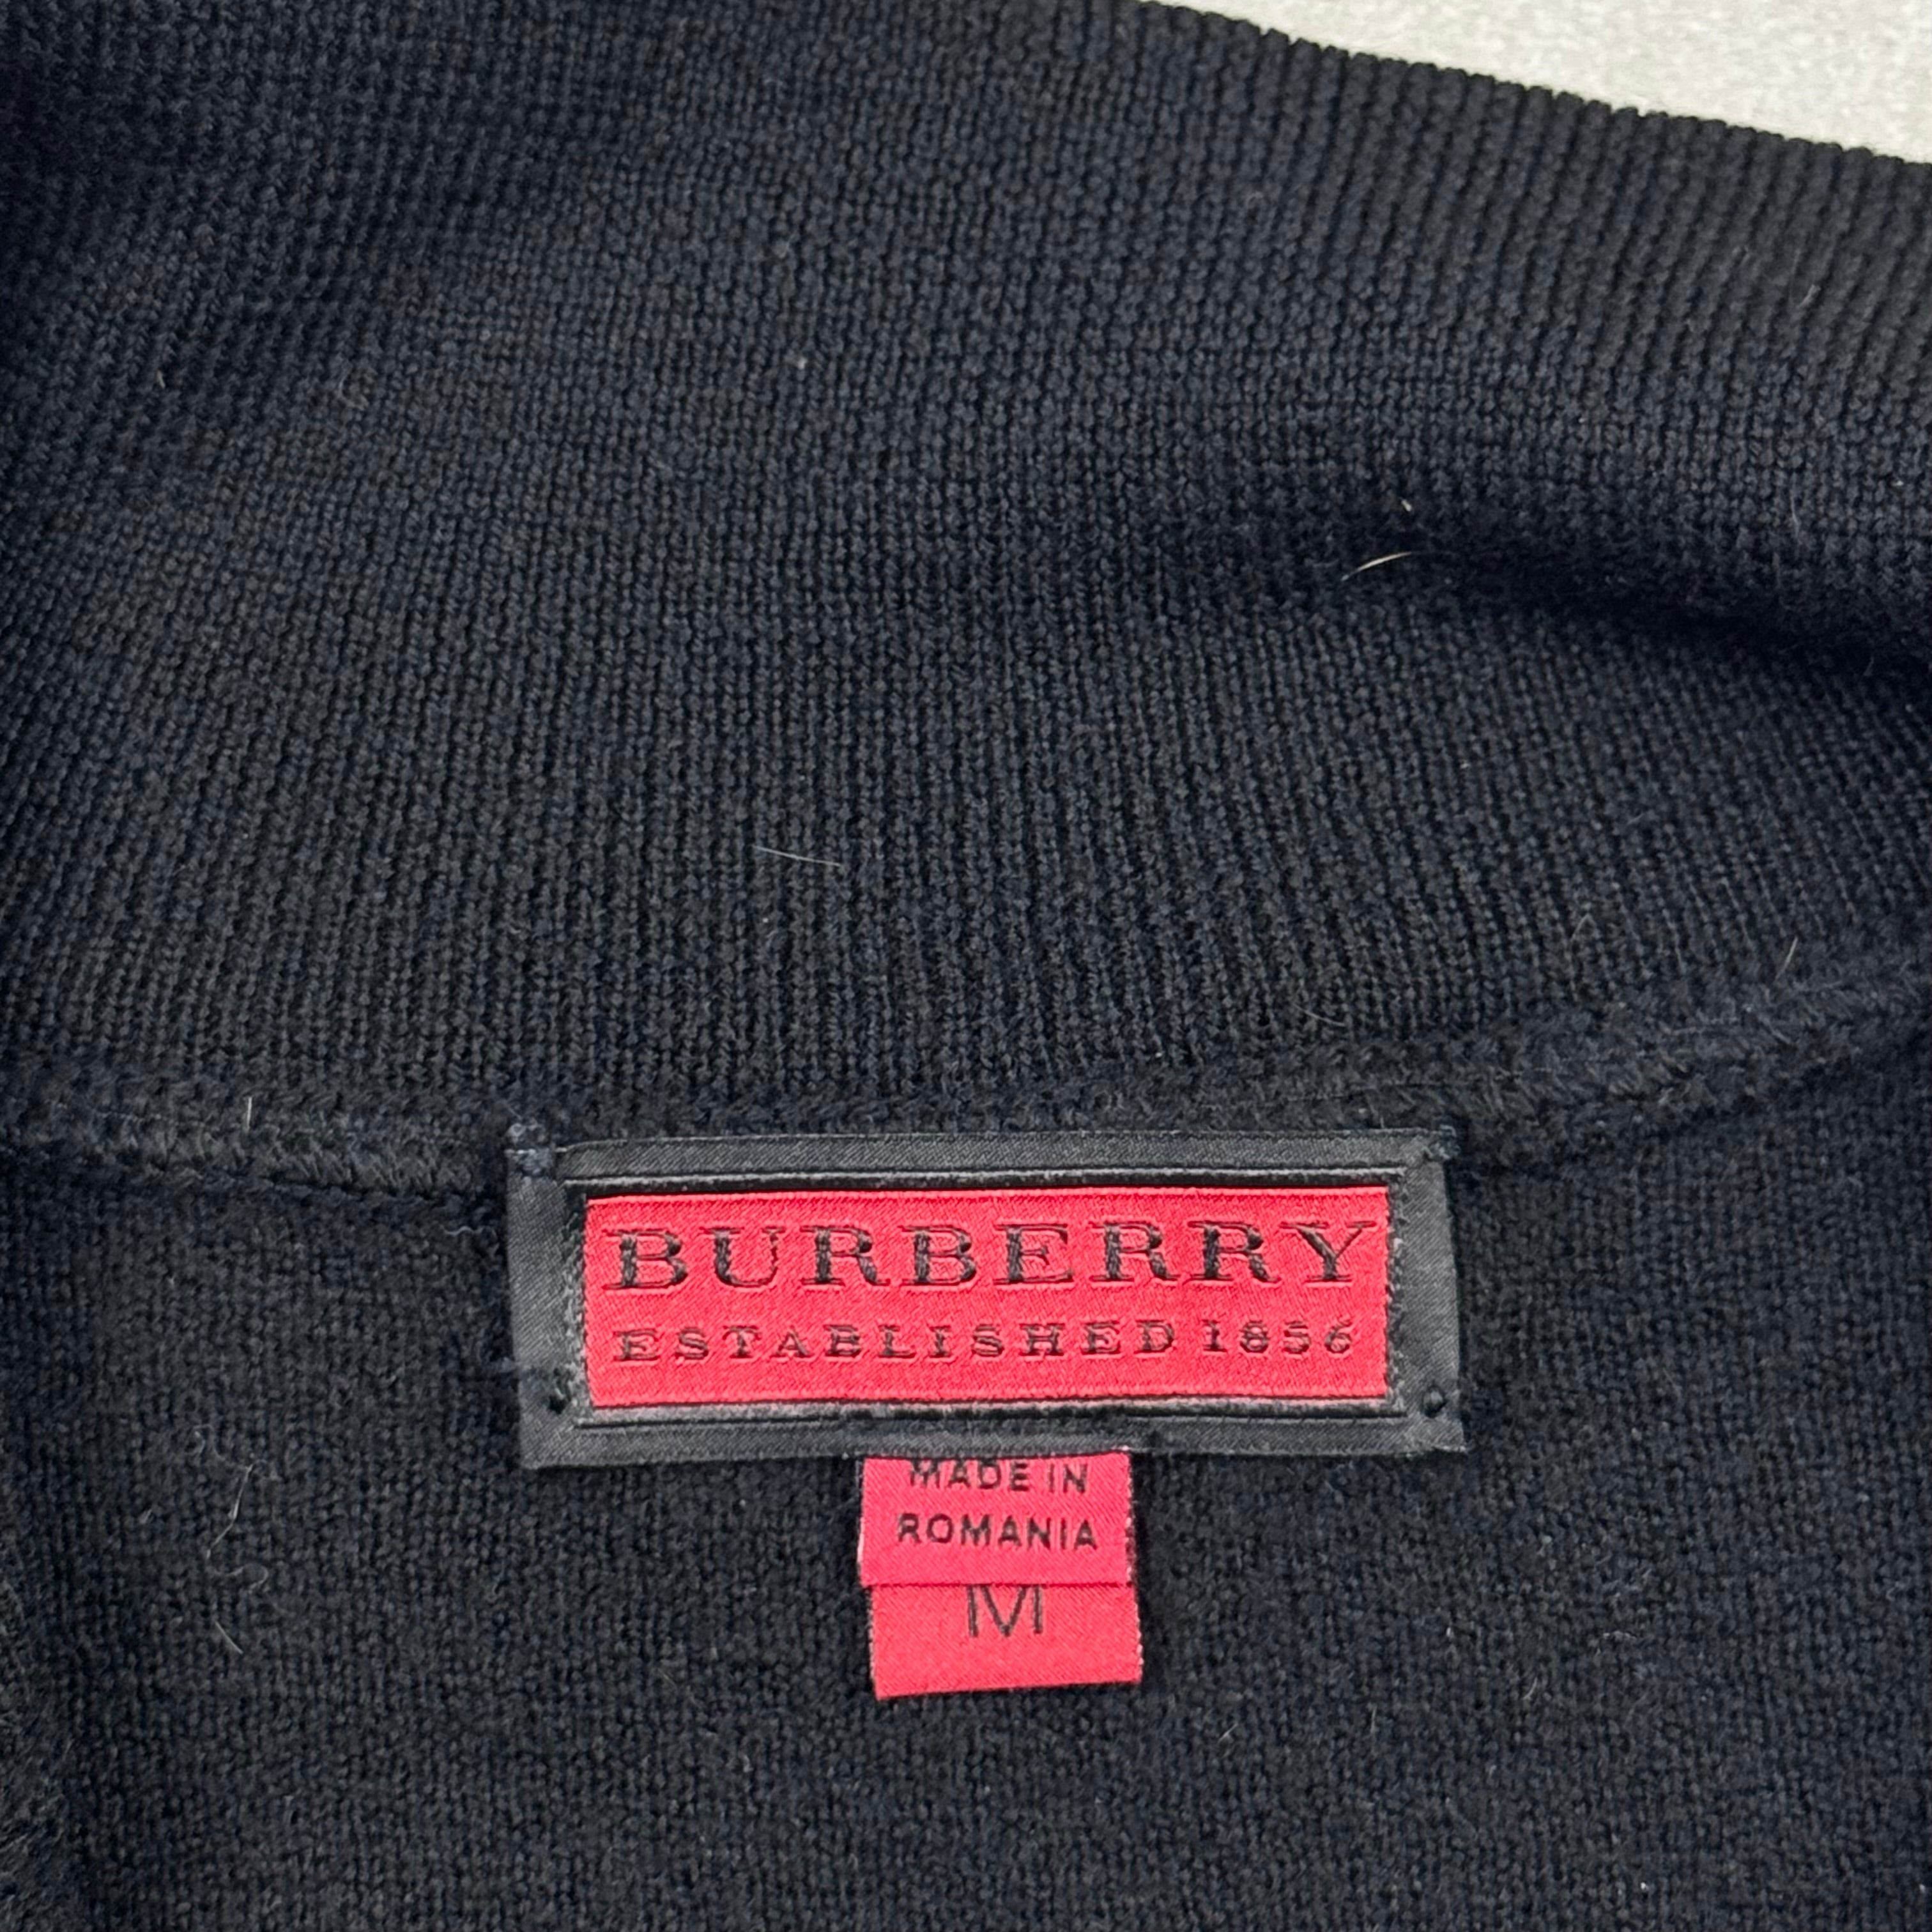 BURBERRY
ESTABLISHED 1856
MADE IN
ROMANIA
M